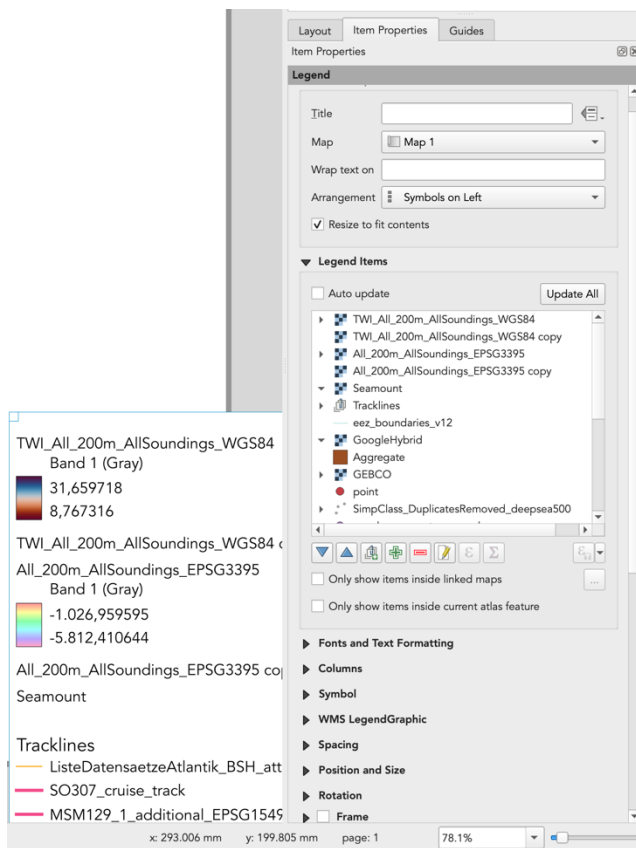 Layout
Item Properties
Guides
Item Properties
Legend
Title
Map
Map 1
Wrap text on
Arrangement
Symbols on Left
Resize to fit contents
Legend Items
Auto update
Update All
TWI_All_200m_AllSoundings_WGS84
TWI_All_200m_AllSoundings_WGS84 copy
All_200m_AllSoundings_EPSG3395
All_200m_AllSoundings_EPSG3395 copy
Seamount
Tracklines
eez_boundaries_v12
GoogleHybrid
Aggregate
GEBCO
point
SimpClass_DuplicatesRemoved_deepsea500
Only show items inside linked maps
...
Only show items inside current atlas feature
Fonts and Text Formatting
Columns
Symbol
WMS LegendGraphic
Spacing
Position and Size
Rotation
Frame
TWI_All_200m_AllSoundings_WGS84
Band 1 (Gray)
31,659718
8,767316
TWI_All_200m_AllSoundings_WGS84
All_200m_AllSoundings_EPSG3395
Band 1 (Gray)
-1.026,959595
-5.812,410644
All_200m_AllSoundings_EPSG3395
Seamount
Tracklines
ListeDatensaetzeAtlantik_BSH_att
SO307_cruise_track
MSM129_1_additional_EPSG1549
x: 293.006 mm y: 199.805 mm page: 1 78.1%